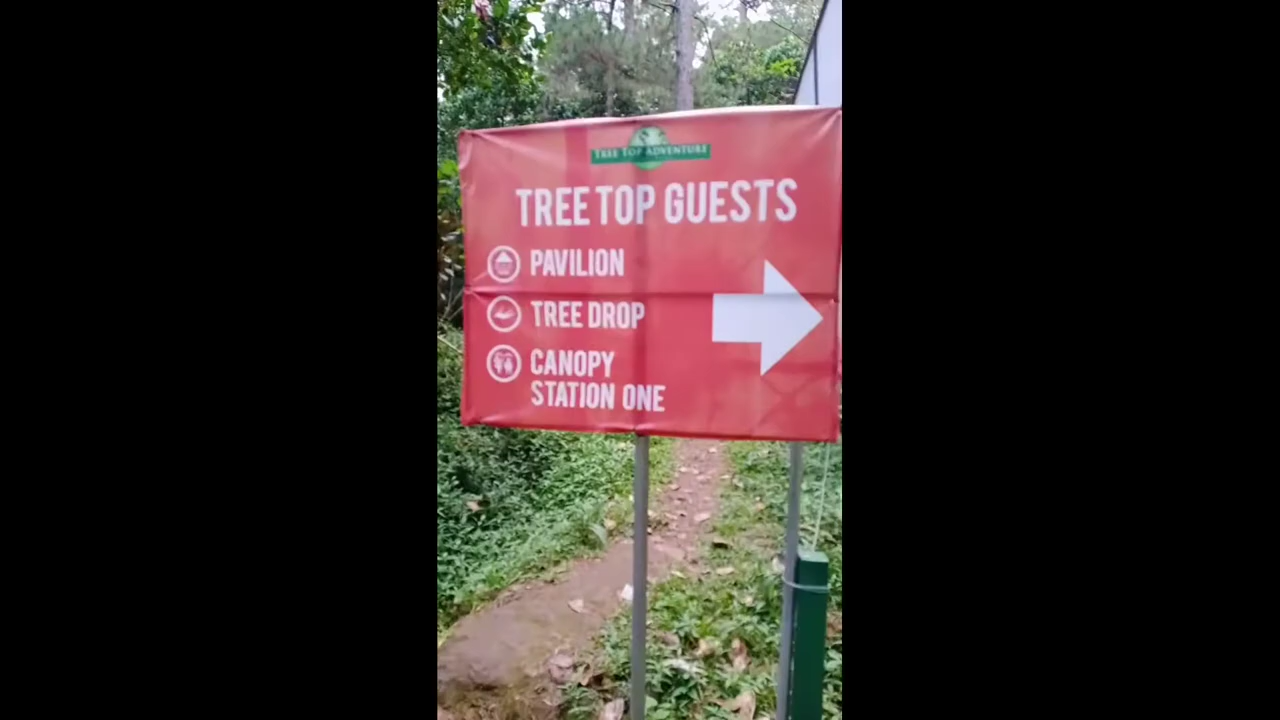 TREE TOP ADVENTURE
TREE TOP GUESTS
PAVILION
TREE DROP
CANOPY
STATION ONE